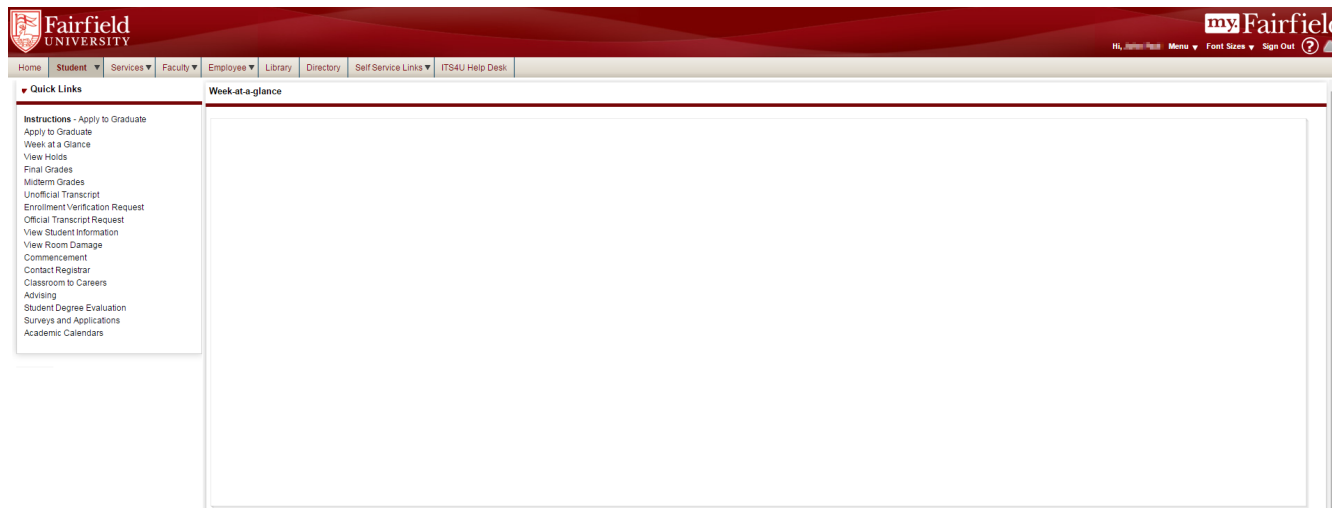 Fairfield
UNIVERSITY
my.Fairfield
Hi, Menu Font Sizes Sign Out ?
Home Student Services Faculty Employee Library Directory Self Service Links ITS4U Help Desk
Quick Links
Instructions - Apply to Graduate
Apply to Graduate
Week at a Glance
View Holds
Final Grades
Midterm Grades
Unofficial Transcript
Enrollment Verification Request
Official Transcript Request
View Student Information
View Room Damage
Commencement
Contact Registrar
Classroom to Careers
Advising
Student Degree Evaluation
Surveys and Applications
Academic Calendars
Week-at-a-glance